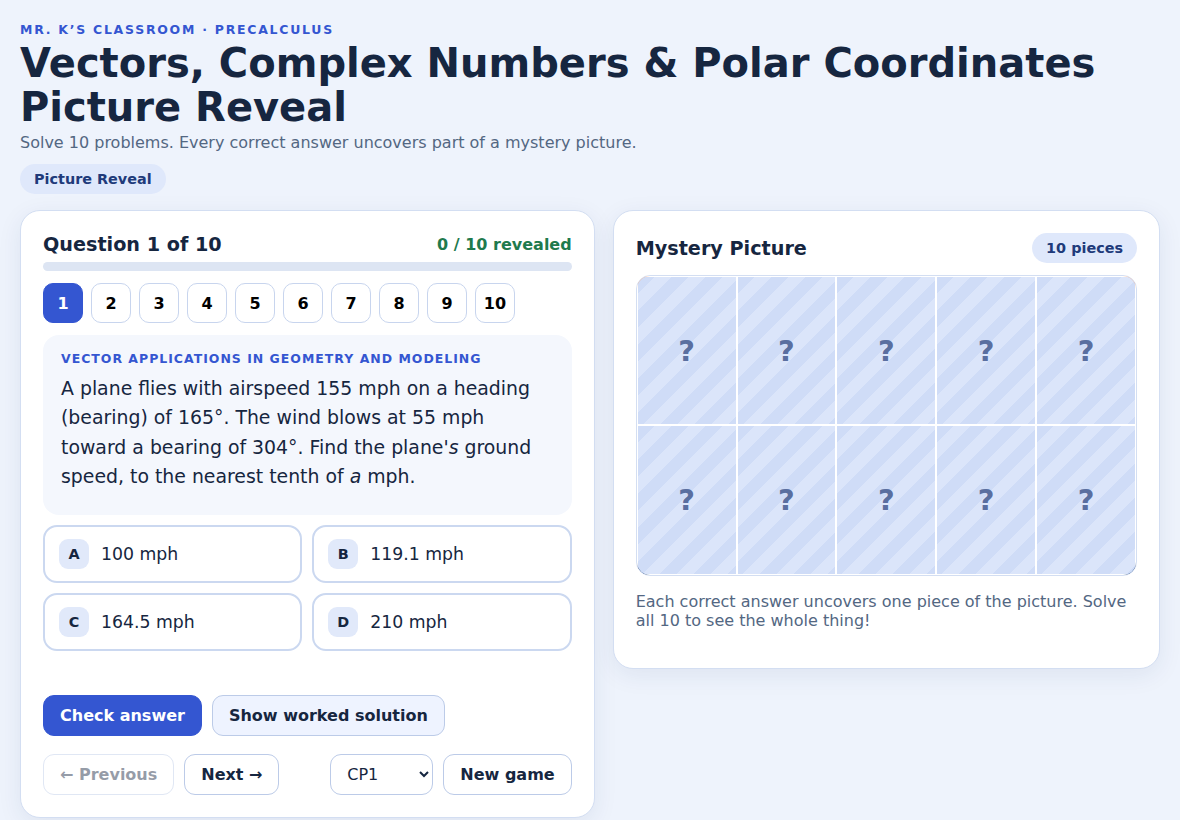 MR. K’S CLASSROOM · PRECALCULUS
Vectors, Complex Numbers & Polar Coordinates
Picture Reveal
Solve 10 problems. Every correct answer uncovers part of a mystery picture.
Picture Reveal
Question 1 of 10
0 / 10 revealed
1 2 3 4 5 6 7 8 9 10
VECTOR APPLICATIONS IN GEOMETRY AND MODELING
A plane flies with airspeed 155 mph on a heading
(bearing) of 165°. The wind blows at 55 mph
toward a bearing of 304°. Find the plane's ground
speed, to the nearest tenth of a mph.
A 100 mph
B 119.1 mph
C 164.5 mph
D 210 mph
Check answer
Show worked solution
← Previous
Next →
CP1
New game
Mystery Picture
10 pieces
? ? ? ? ?
? ? ? ? ?
Each correct answer uncovers one piece of the picture. Solve
all 10 to see the whole thing!